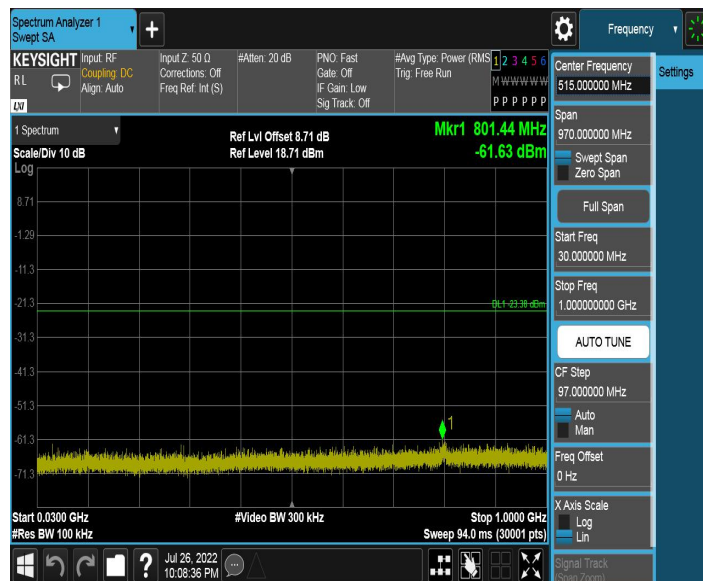 Spectrum Analyzer 1
Swept SA
+
Frequency
KEYSIGHT
RL
LXI
Input: RF
Coupling: DC
Align: Auto
Input Z: 50 Ω
Corrections: Off
Freq Ref: Int (S)
#Atten: 20 dB
PNO: Fast
Gate: Off
IF Gain: Low
Sig Track: Off
#Avg Type: Power (RMS
Trig: Free Run
1 2 3 4 5 6
M W W W W W
P P P P P P
1 Spectrum
Scale/Div 10 dB
Ref Lvl Offset 8.71 dB
Ref Level 18.71 dBm
Mkr1 801.44 MHz
-61.63 dBm
Log
8.71
-1.29
-11.3
-21.3
-31.3
-41.3
-51.3
-61.3
-71.3
DL1 -23.38 dBm
1
Start 0.0300 GHz
#Res BW 100 kHz
#Video BW 300 kHz
Stop 1.0000 GHz
Sweep 94.0 ms (30001 pts)
Jul 26, 2022
10:08:36 PM
?
Center Frequency
515.000000 MHz
Settings
Span
970.000000 MHz
Swept Span
Zero Span
Full Span
Start Freq
30.000000 MHz
Stop Freq
1.000000000 GHz
AUTO TUNE
CF Step
97.000000 MHz
Auto
Man
Freq Offset
0 Hz
X Axis Scale
Log
Lin
Signal Track
(Span Zoom)